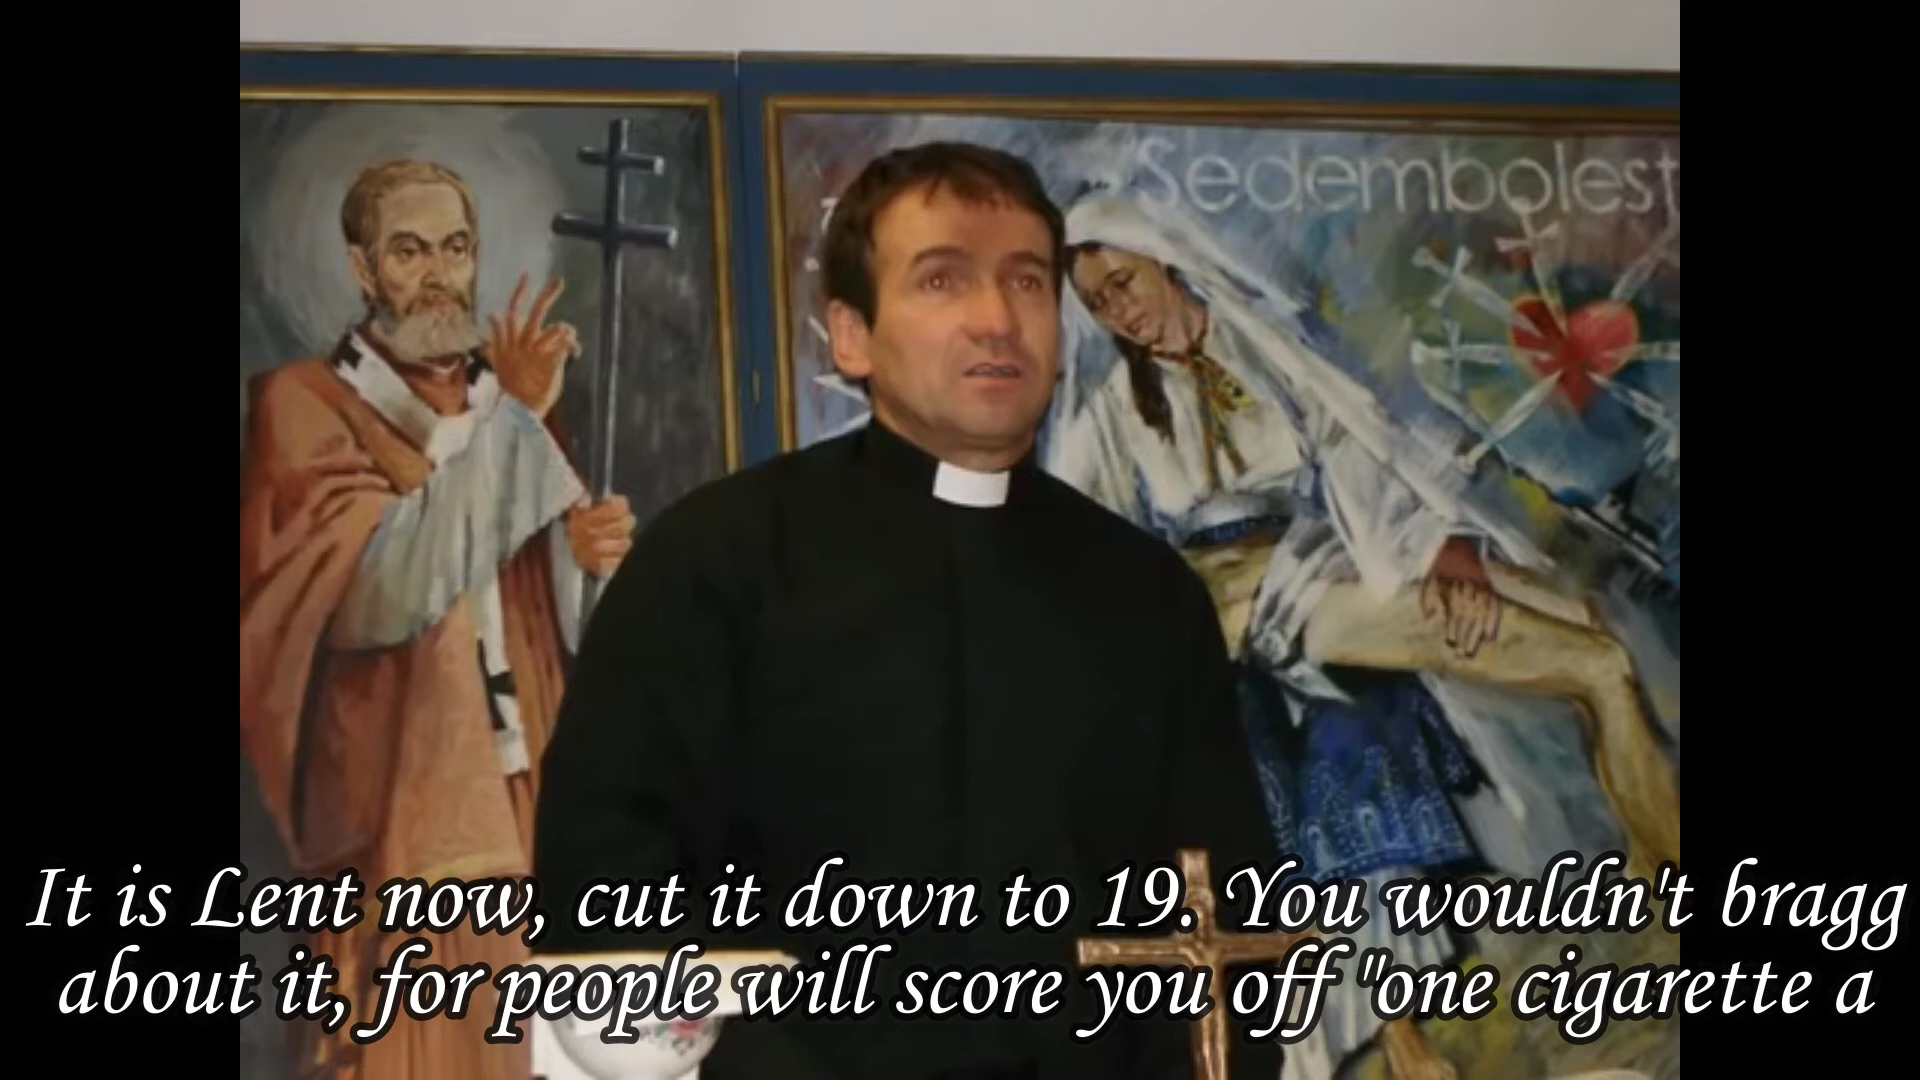 Sedembolest
It is Lent now, cut it down to 19. You wouldn't bragg
about it, for people will score you off "one cigarette a